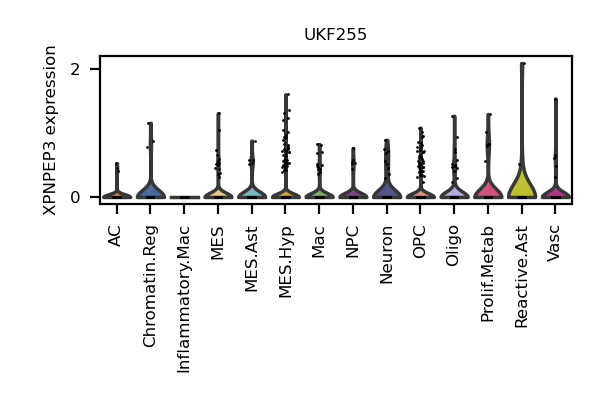 UKF255
XPNPEP3 expression
2
0
AC
Chromatin.Reg
Inflammatory.Mac
MES
MES.Ast
MES.Hyp
Mac
NPC
Neuron
OPC
Oligo
Prolif.Metab
Reactive.Ast
Vasc